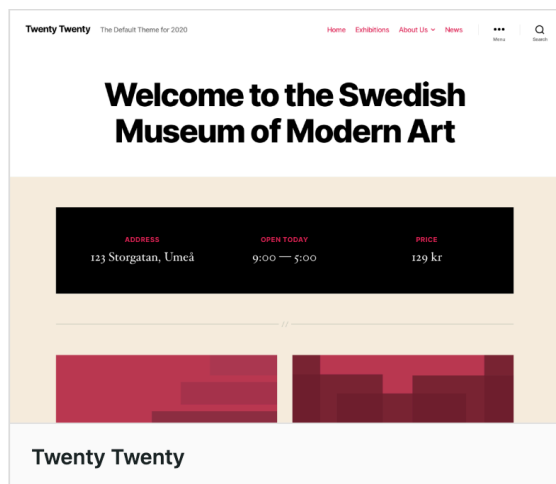 Twenty Twenty The Default Theme for 2020 Home Exhibitions About Us News
Menu Search
Welcome to the Swedish
Museum of Modern Art
ADDRESS OPEN TODAY PRICE
123 Storgatan, Umeå 9:00 — 5:00 129 kr
//
Twenty Twenty